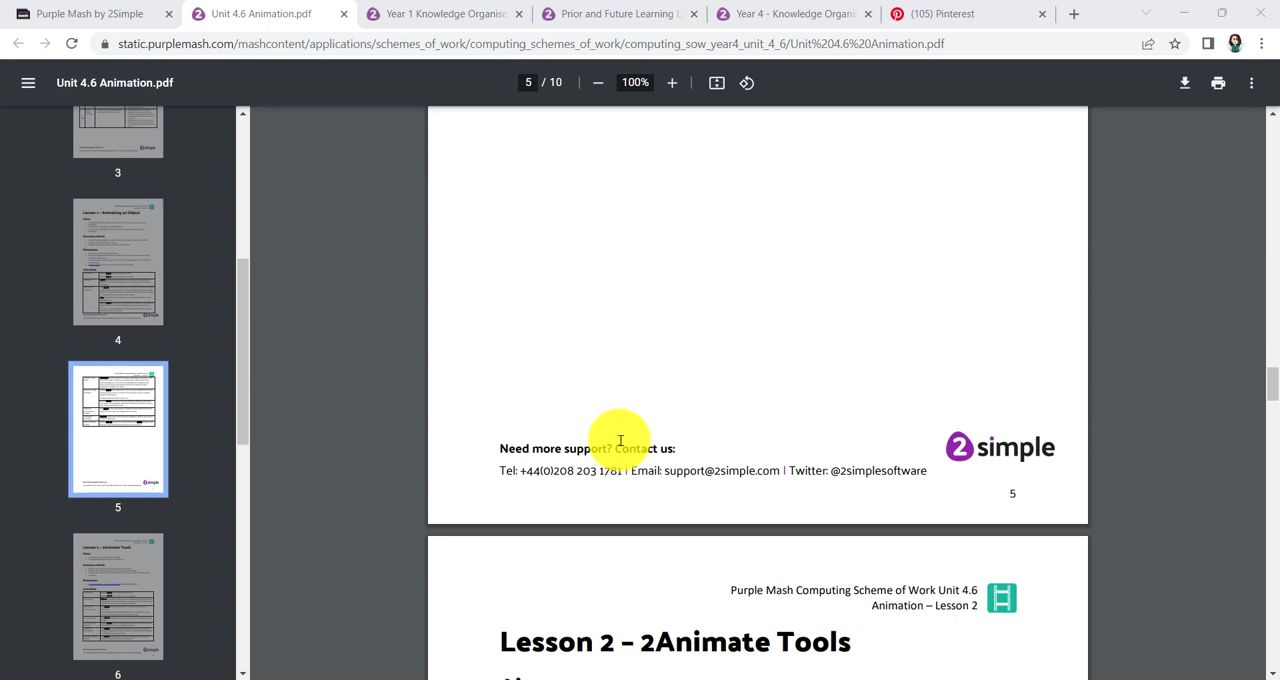 Purple Mash by 2Simple
Unit 4.6 Animation.pdf
Year 1 Knowledge Organise
Prior and Future Learning L
Year 4 - Knowledge Organi
(105) Pinterest
static.purplemash.com/mashcontent/applications/schemes_of_work/computing_schemes_of_work/computing_sow_year4_unit_4_6/Unit%204.6%20Animation.pdf
Unit 4.6 Animation.pdf
5 / 10
100%
3
4
5
6
Need more support? Contact us:
Tel: +44(0)208 203 1781 | Email: support@2simple.com | Twitter: @2simplesoftware
2simple
5
Purple Mash Computing Scheme of Work Unit 4.6
Animation – Lesson 2
Lesson 2 – 2Animate Tools